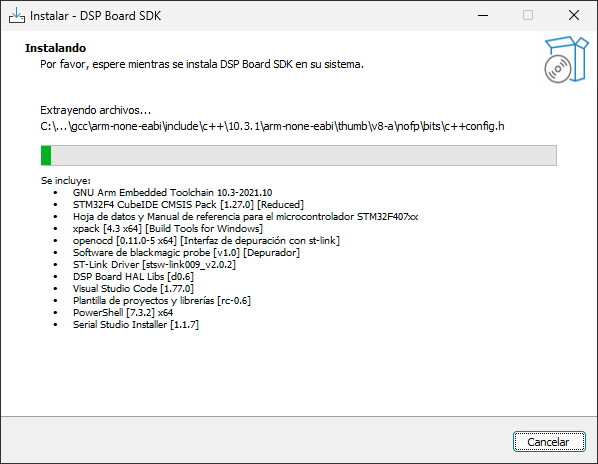 Instalar - DSP Board SDK
Instalando
Por favor, espere mientras se instala DSP Board SDK en su sistema.
Extrayendo archivos...
C:\...\gcc\arm-none-eabi\include\c++\10.3.1\arm-none-eabi\thumb\v8-a\nofp\bits\c++config.h
Se incluye:
• GNU Arm Embedded Toolchain 10.3-2021.10
• STM32F4 CubeIDE CMSIS Pack [1.27.0] [Reduced]
• Hoja de datos y Manual de referencia para el microcontrolador STM32F407xx
• xpack [4.3 x64] [Build Tools for Windows]
• openocd [0.11.0-5 x64] [Interfaz de depuración con st-link]
• Software de blackmagic probe [v1.0] [Depurador]
• ST-Link Driver [stsw-link009_v2.0.2]
• DSP Board HAL Libs [d0.6]
• Visual Studio Code [1.77.0]
• Plantilla de proyectos y librerías [rc-0.6]
• PowerShell [7.3.2] x64
• Serial Studio Installer [1.1.7]
Cancelar